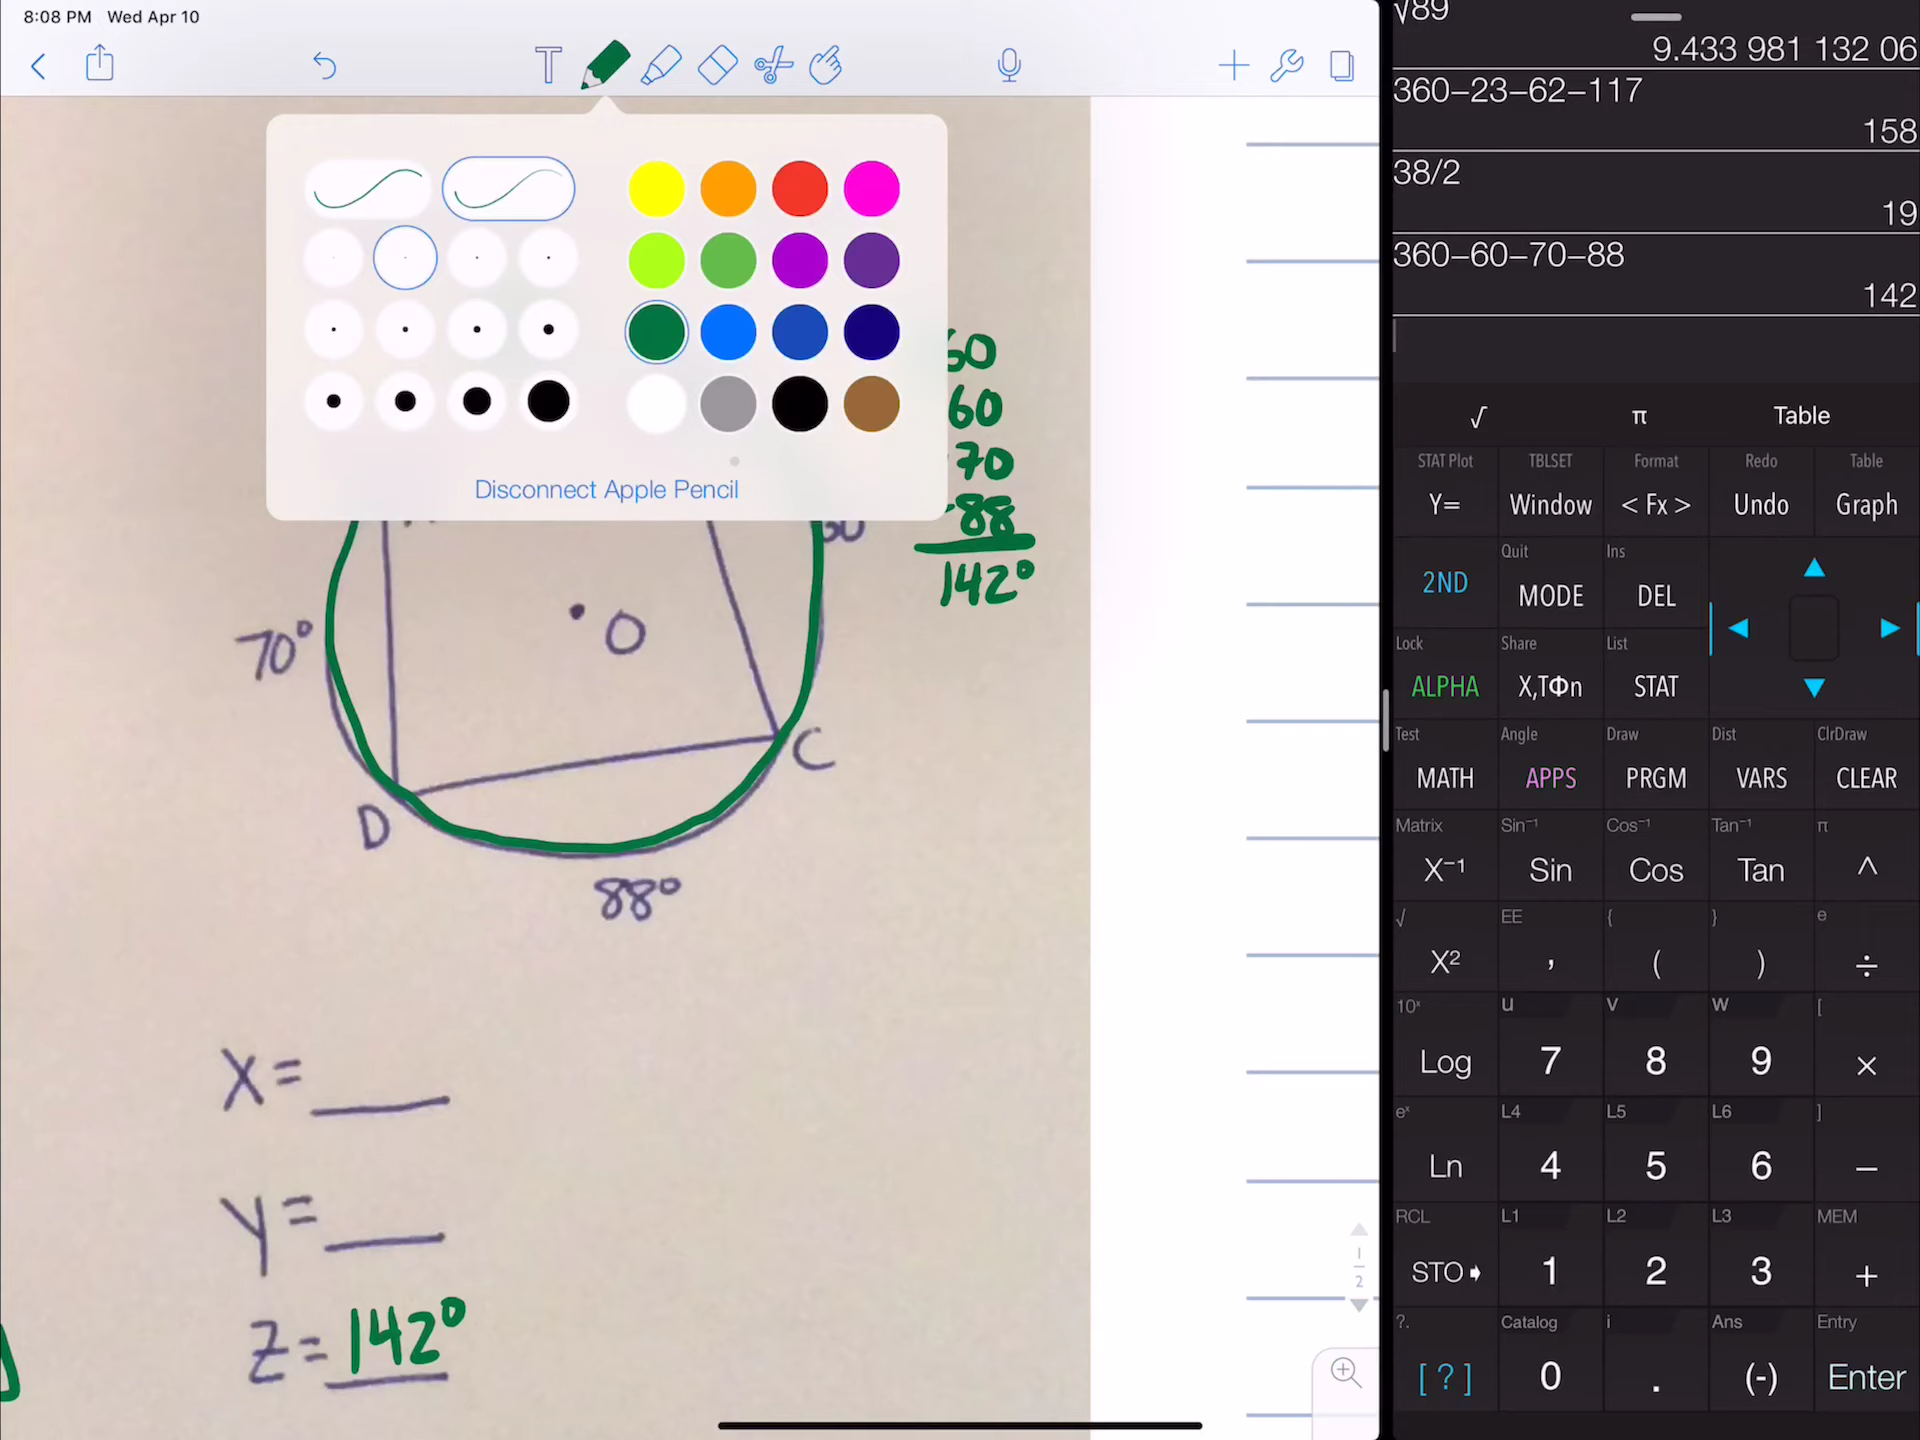 8:08 PM Wed Apr 10
T
Disconnect Apple Pencil
60
60
70
-88
142°
70°
O
C
D
88°
X=
Y=
Z= 142°
1
2
√89
9.433 981 132 06
360–23–62–117
158
38/2
19
360–60–70–88
142
√ π Table
STAT Plot TBLSET Format Redo Table
Y= Window < Fx > Undo Graph
Quit Ins
2ND MODE DEL
Lock Share List
ALPHA X,TΦn STAT
Test Angle Draw Dist ClrDraw
MATH APPS PRGM VARS CLEAR
Matrix Sin⁻¹ Cos⁻¹ Tan⁻¹ π
X⁻¹ Sin Cos Tan ^
√ EE { } e
X² , ( ) ÷
10ˣ u v w [
Log 7 8 9 ×
eˣ L4 L5 L6 ]
Ln 4 5 6 –
RCL L1 L2 L3 MEM
STO➧ 1 2 3 +
?. Catalog i Ans Entry
[ ? ] 0 . (-) Enter